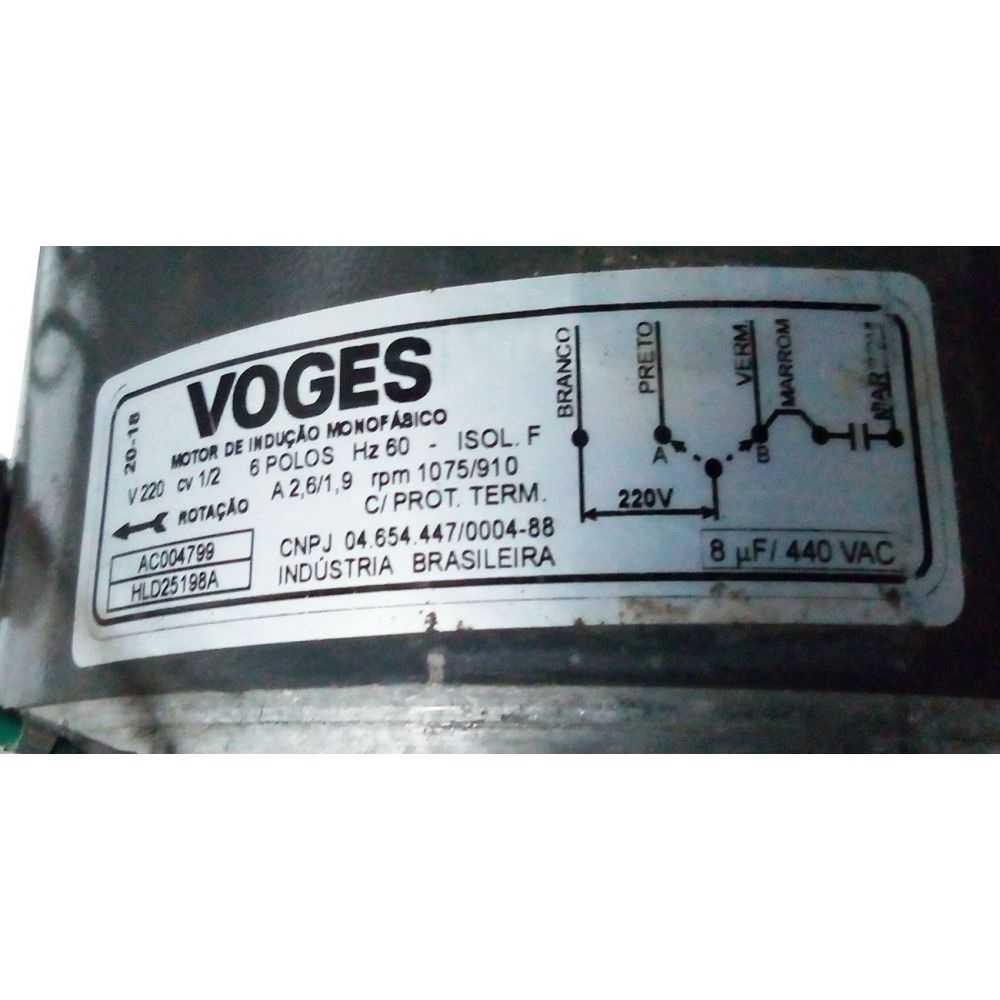 20-18
VOGES
MOTOR DE INDUÇÃO MONOFÁSICO
V 220 cv 1/2 6 POLOS Hz 60 - ISOL. F
A 2,6/1,9 rpm 1075/910
ROTAÇÃO
C/ PROT. TERM.
AC004799
HLD25198A
CNPJ 04.654.447/0004-88
INDÚSTRIA BRASILEIRA
BRANCO
PRETO
VERM
MARROM
A
B
220V
8 µF/ 440 VAC